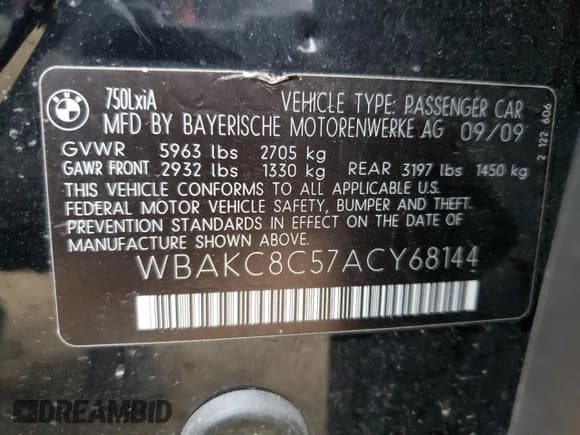 BMW
750LxiA
VEHICLE TYPE: PASSENGER CAR
MFD BY BAYERISCHE MOTORENWERKE AG 09/09
GVWR 5963 lbs 2705 kg
GAWR FRONT 2932 lbs 1330 kg REAR 3197 lbs 1450 kg
THIS VEHICLE CONFORMS TO ALL APPLICABLE U.S.
FEDERAL MOTOR VEHICLE SAFETY, BUMPER AND THEFT
PREVENTION STANDARDS IN EFFECT ON THE DATE OF
MANUFACTURE SHOWN ABOVE.
WBAKC8C57ACY68144
2 122 606
DREAMBID